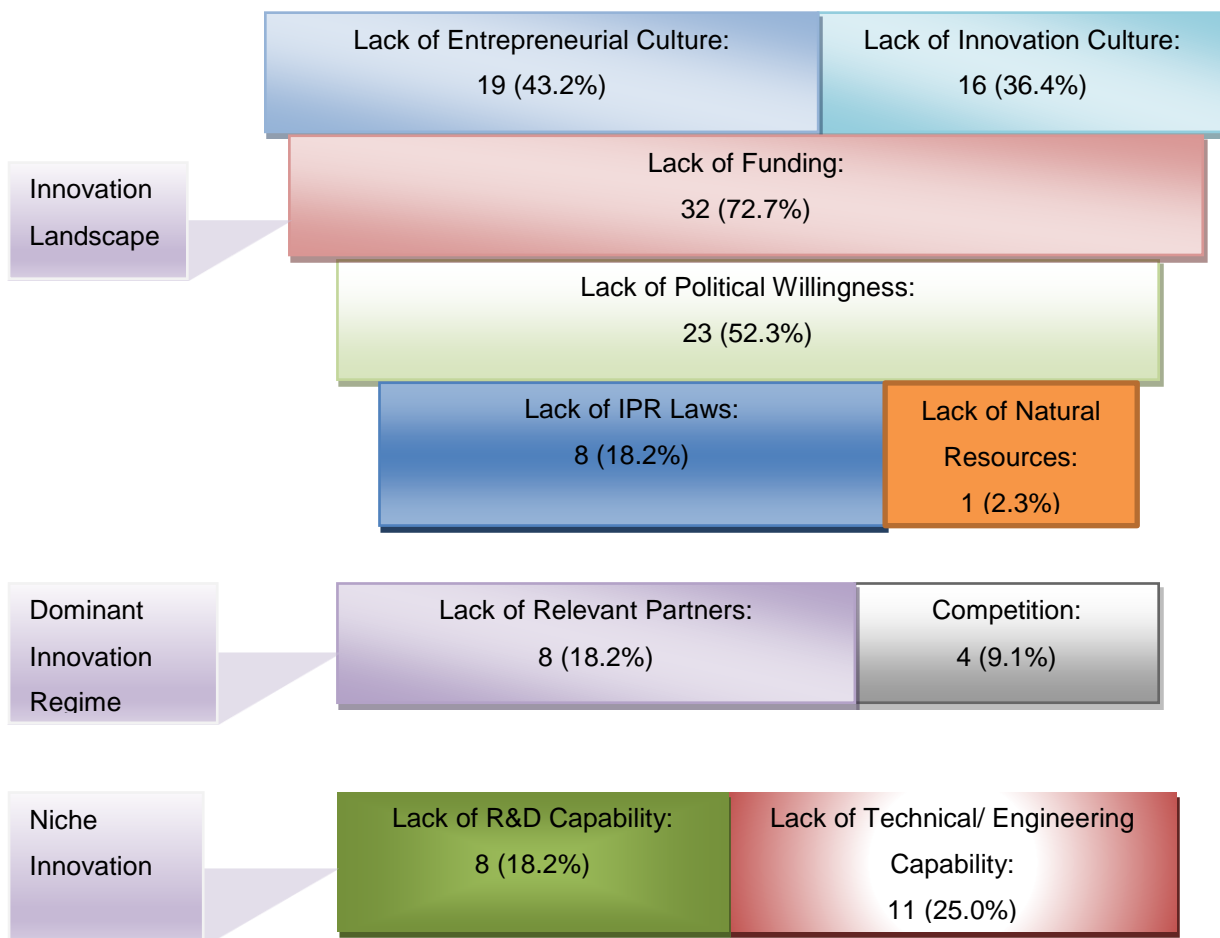 Lack of Entrepreneurial Culture:
19 (43.2%)
Lack of Innovation Culture:
16 (36.4%)
Innovation
Landscape
Lack of Funding:
32 (72.7%)
Lack of Political Willingness:
23 (52.3%)
Lack of IPR Laws:
8 (18.2%)
Lack of Natural
Resources:
1 (2.3%)
Dominant
Innovation
Regime
Lack of Relevant Partners:
8 (18.2%)
Competition:
4 (9.1%)
Niche
Innovation
Lack of R&D Capability:
8 (18.2%)
Lack of Technical/ Engineering
Capability:
11 (25.0%)